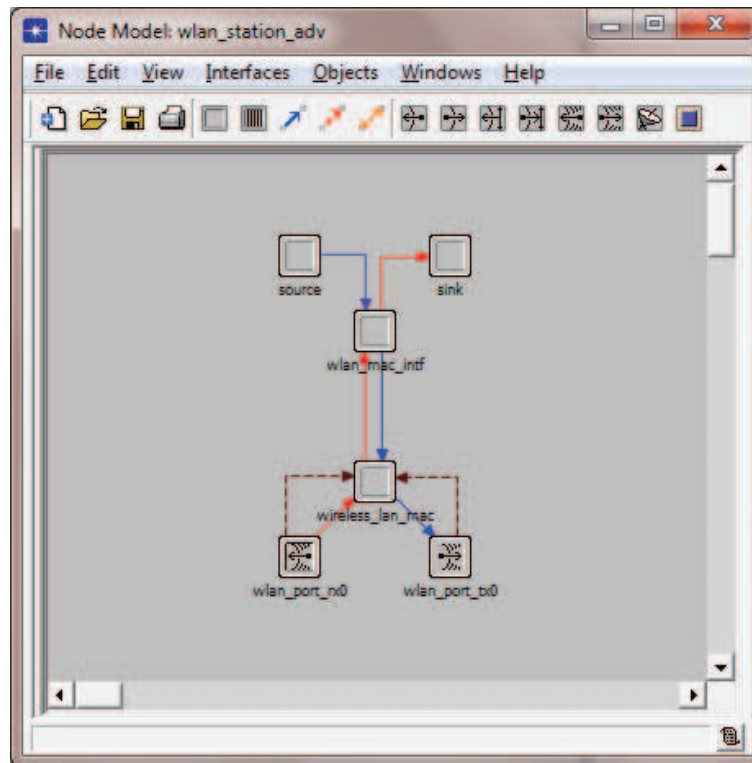 Node Model: wlan_station_adv
File Edit View Interfaces Objects Windows Help
source sink
wlan_mac_intf
wireless_lan_mac
wlan_port_rx0 wlan_port_tx0